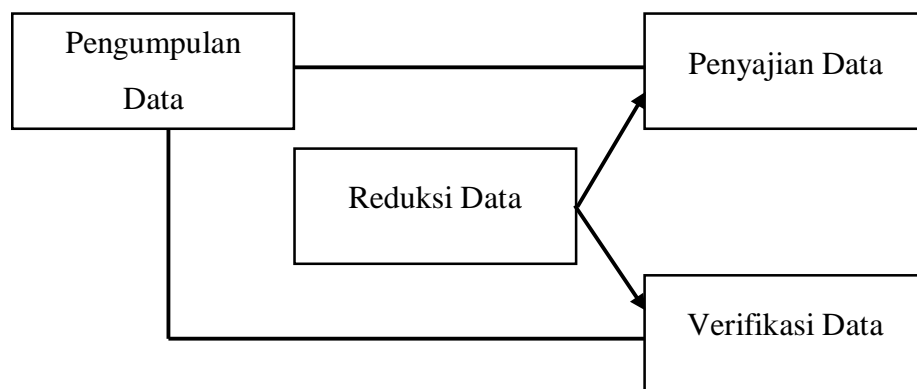 Pengumpulan
Data
Penyajian Data
Reduksi Data
Verifikasi Data